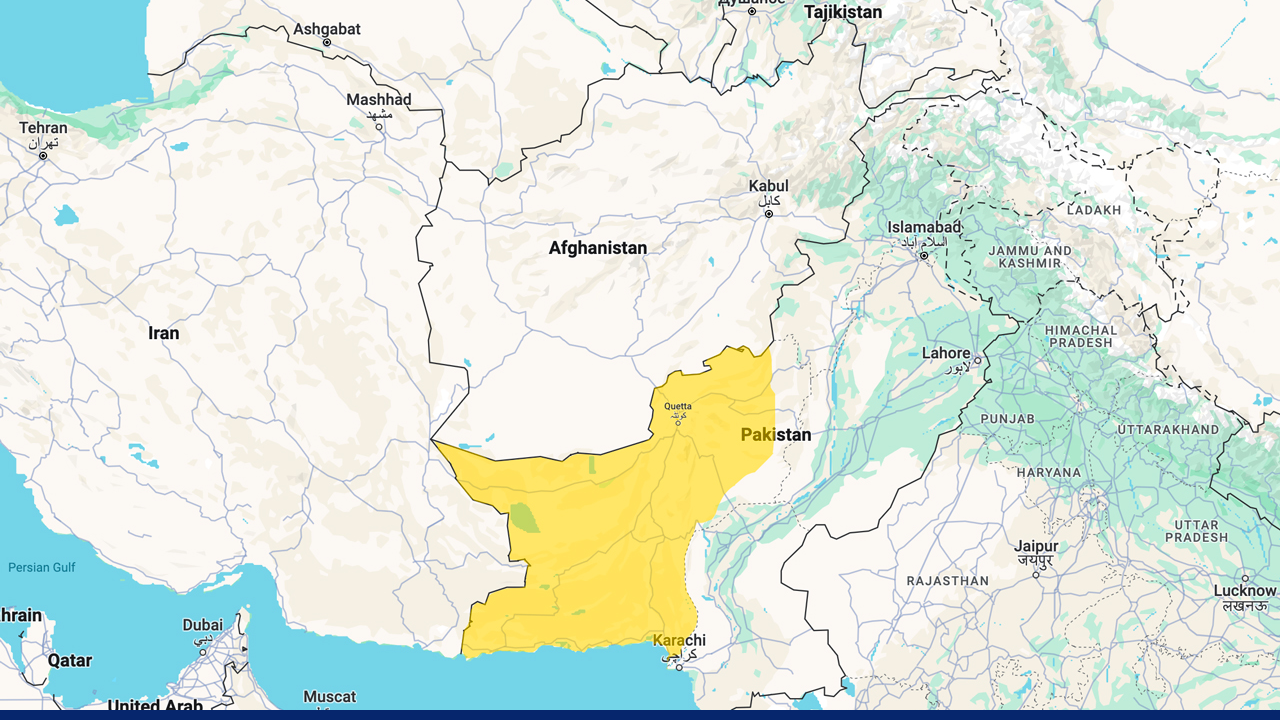 Душанбе
Tajikistan
Ashgabat
Mashhad
مشهد
Tehran
تهران
Kabul
کابل
Islamabad
اسلام آباد
LADAKH
Afghanistan
JAMMU AND
KASHMIR
Iran
HIMACHAL
PRADESH
Lahore
لاہور
Quetta
کوئٹہ
PUNJAB
Pakistan
UTTARAKHAND
HARYANA
UTTAR
PRADESH
Jaipur
जयपुर
Persian Gulf
RAJASTHAN
Lucknow
लखनऊ
hrain
Dubai
دبي
Karachi
کراچی
Qatar
Muscat
United Arab